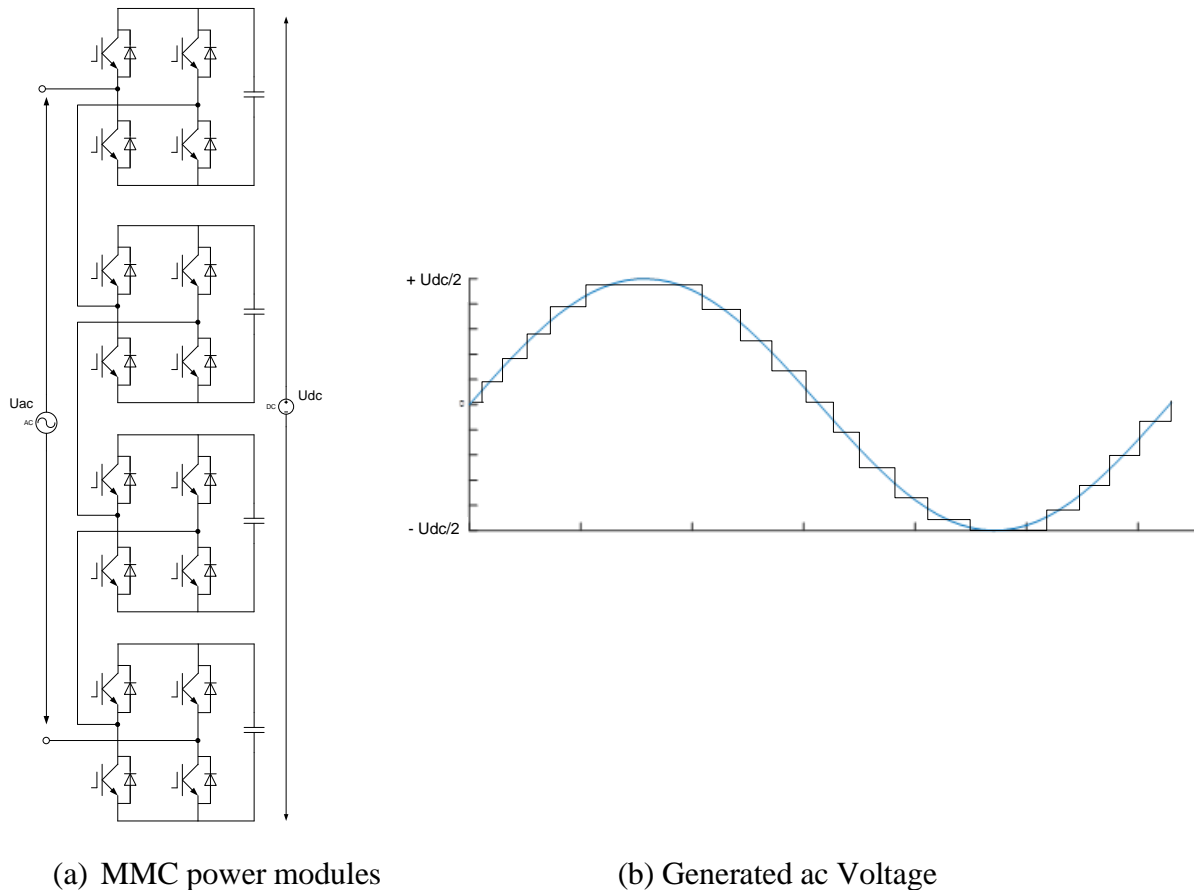 Uac
AC
DC
Udc
+ Udc/2
0
- Udc/2
(a) MMC power modules
(b) Generated ac Voltage